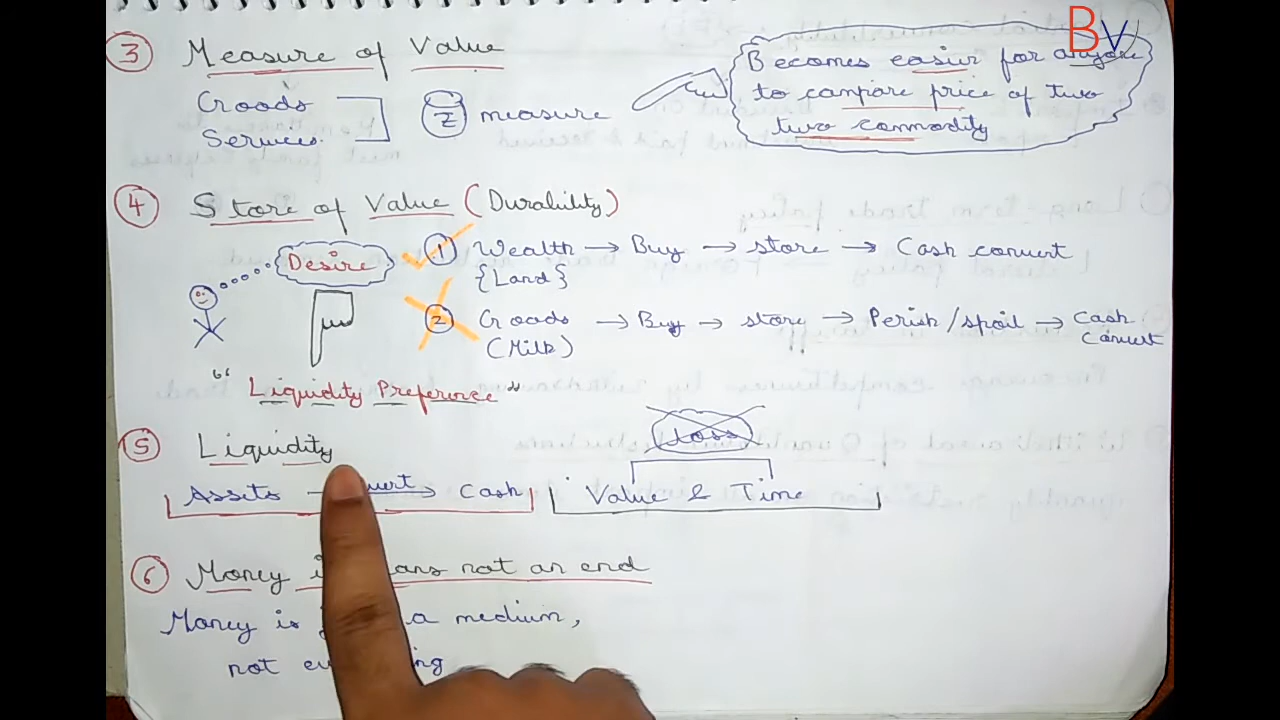 BV
③ Measure of Value
Goods
Services
Z measure
Becomes easier for anyone
to compare price of two
two commodity
④ Store of Value (Durability)
Desire
① Wealth → Buy → store → Cash convert
{Land}
② Goods → Buy → store → Perish/spoil → Cash
Convert
(Milk)
"Liquidity Preference"
⑤ Liquidity
Loss
Assets → Cash
Value & Time
⑥ Money not an end
Money is a medium,
not